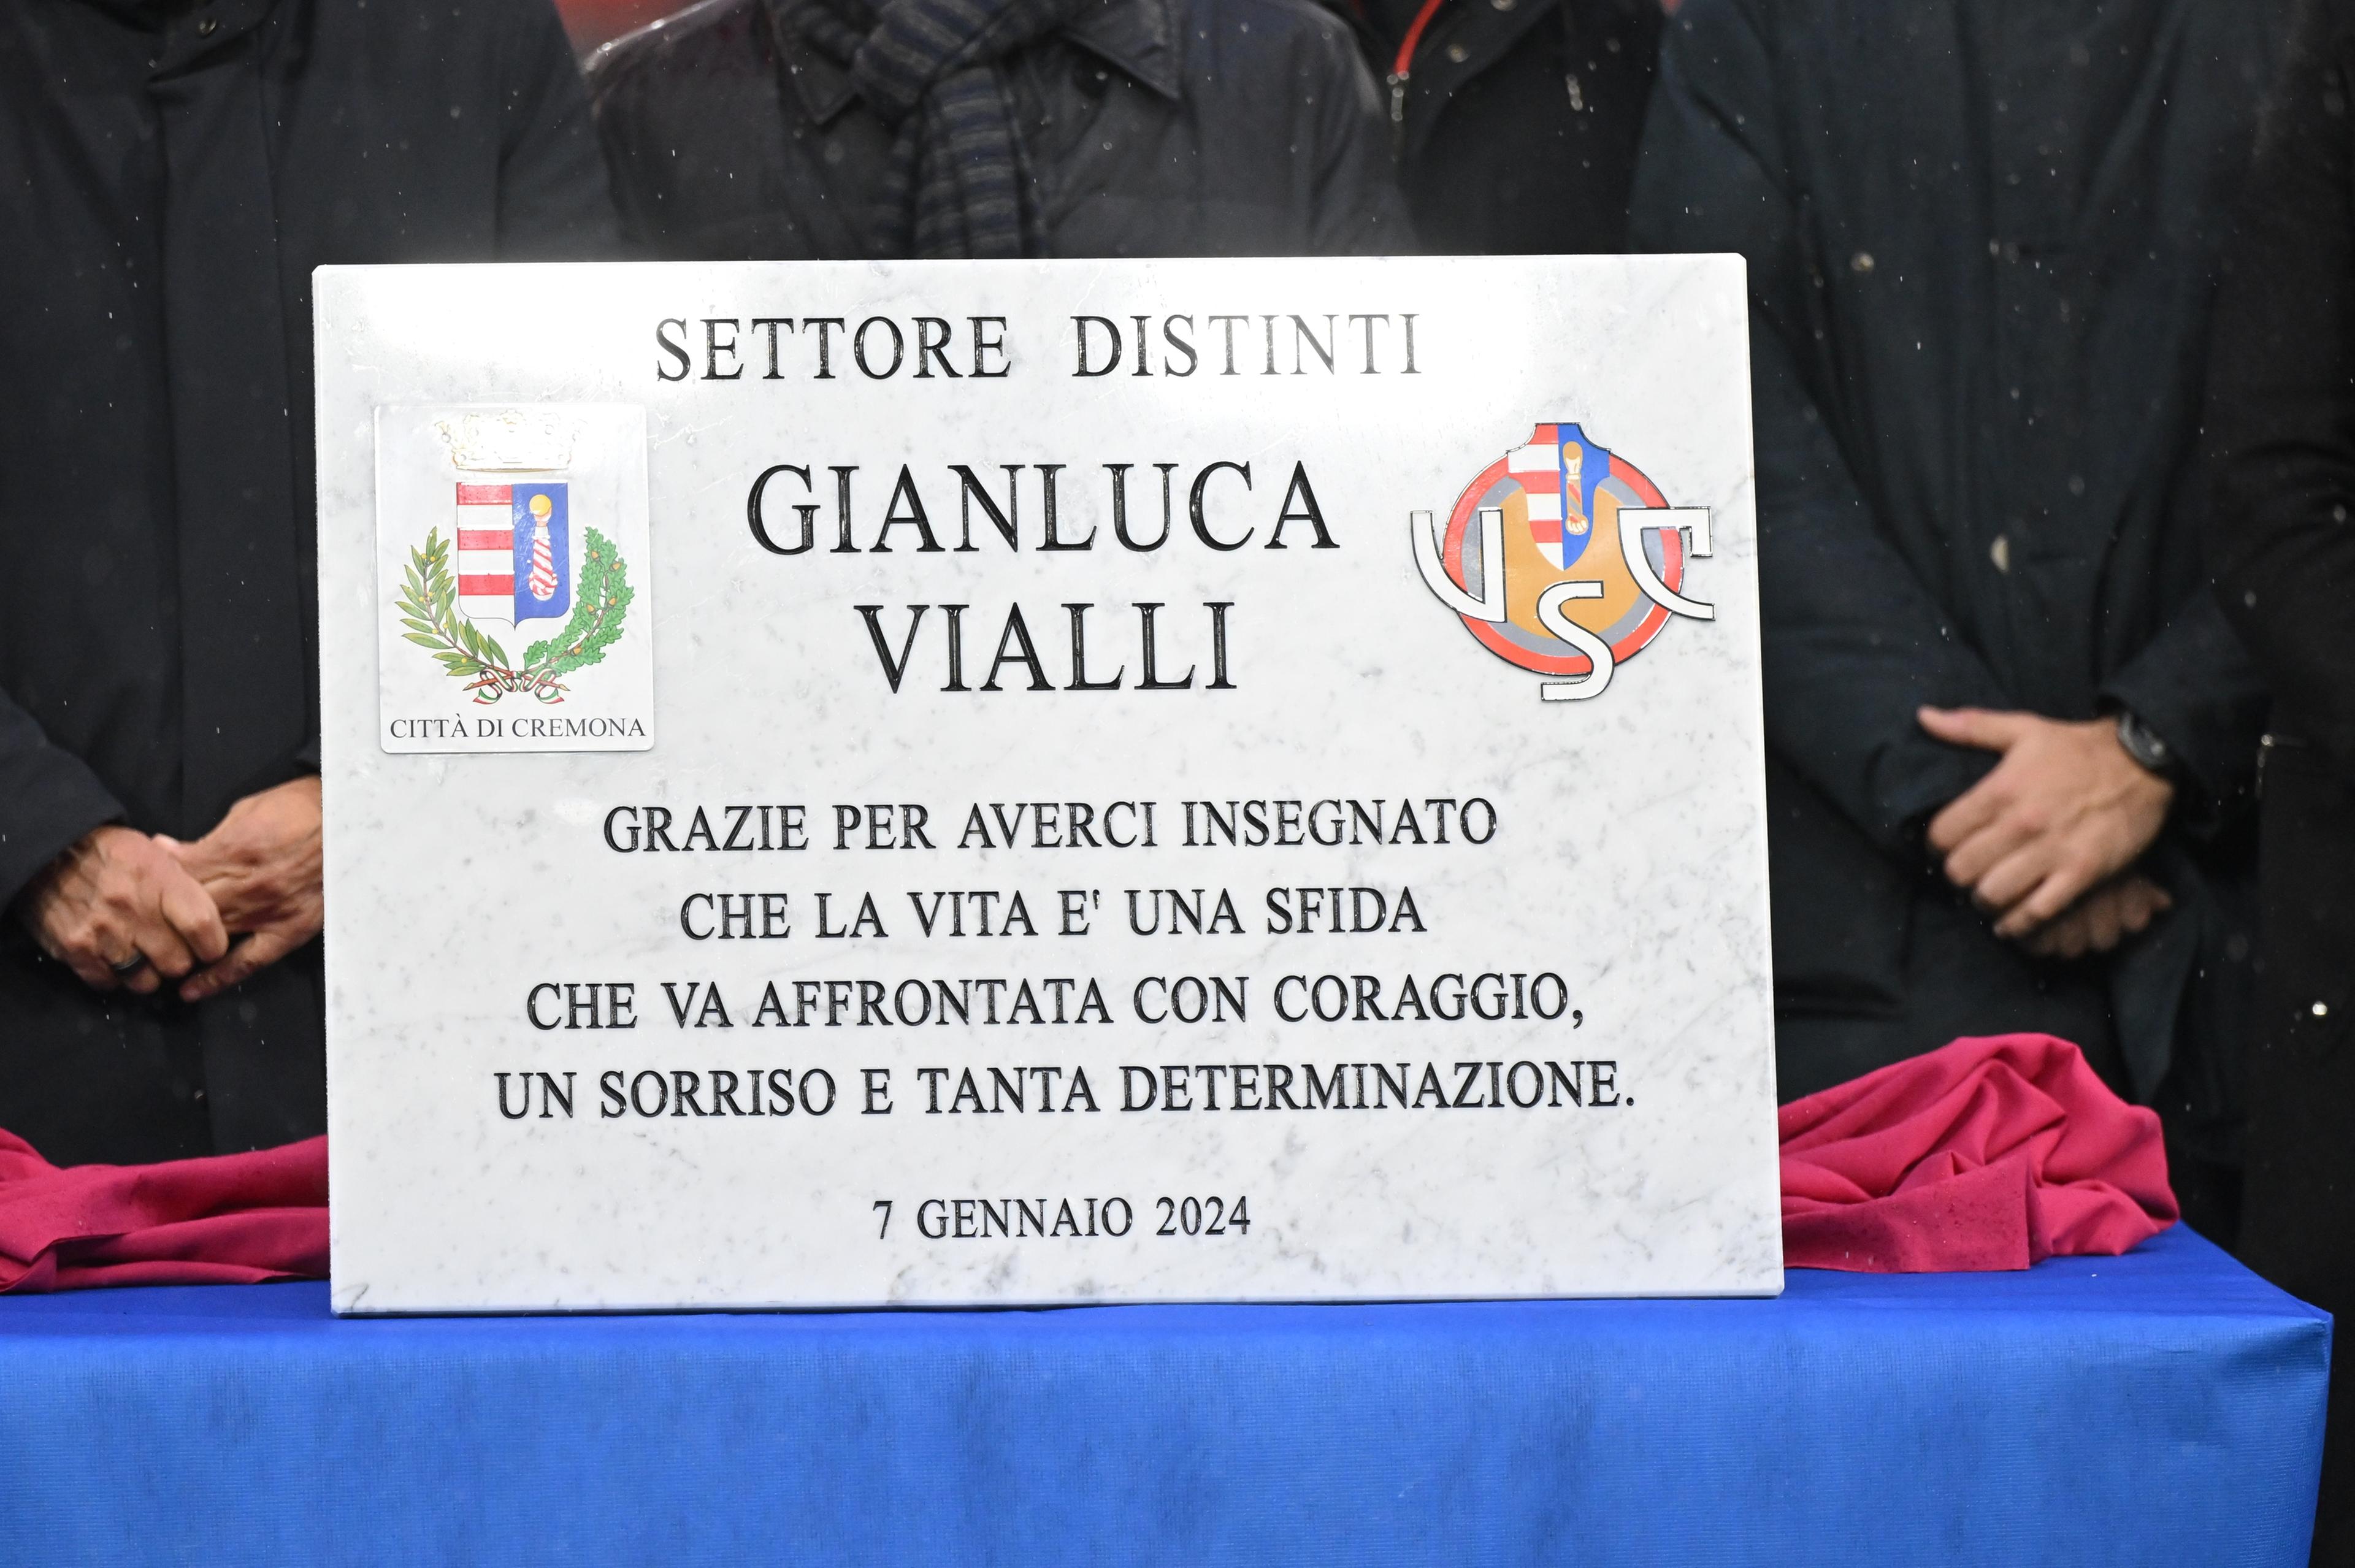 SETTORE DISTINTI
GIANLUCA
VIALLI
CITTÀ DI CREMONA
USC
GRAZIE PER AVERCI INSEGNATO
CHE LA VITA E' UNA SFIDA
CHE VA AFFRONTATA CON CORAGGIO,
UN SORRISO E TANTA DETERMINAZIONE.
7 GENNAIO 2024